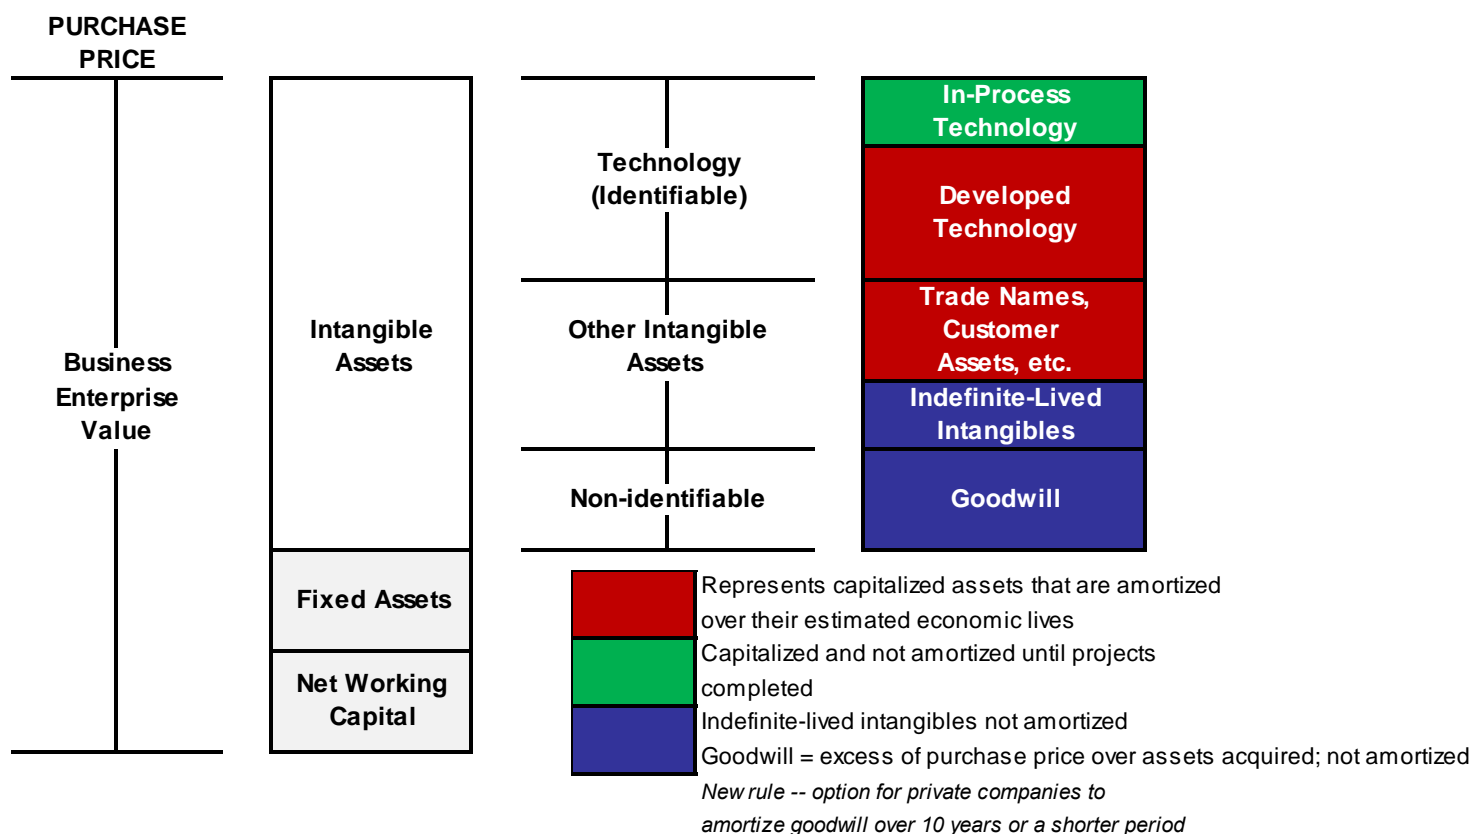 PURCHASE
PRICE
Business
Enterprise
Value
Intangible
Assets
Fixed Assets
Net Working
Capital
Technology
(Identifiable)
Other Intangible
Assets
Non-identifiable
In-Process
Technology
Developed
Technology
Trade Names,
Customer
Assets, etc.
Indefinite-Lived
Intangibles
Goodwill
Represents capitalized assets that are amortized
over their estimated economic lives
Capitalized and not amortized until projects
completed
Indefinite-lived intangibles not amortized
Goodwill = excess of purchase price over assets acquired; not amortized
New rule -- option for private companies to
amortize goodwill over 10 years or a shorter period